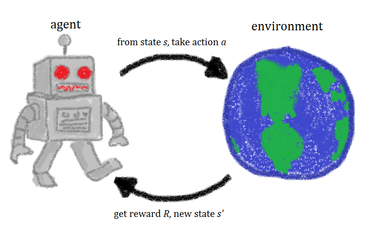 agent
environment
from state s, take action a
get reward R, new state s'